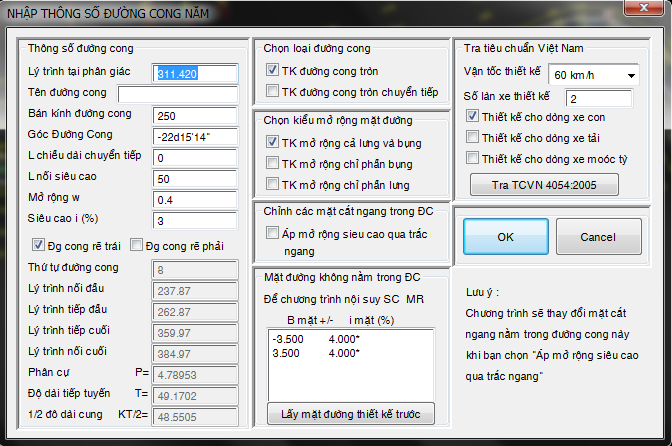 NHẬP THÔNG SỐ ĐƯỜNG CONG NẰM
Thông số đường cong
Lý trình tại phân giác 311.420
Tên đường cong
Bán kính đường cong 250
Góc Đường Cong -22d15'14"
L chiều dài chuyển tiếp 0
L nối siêu cao 50
Mở rộng w 0.4
Siêu cao i (%) 3
Đg cong rẽ trái Đg cong rẽ phải
Thứ tự đường cong 8
Lý trình nối đầu 237.87
Lý trình tiếp đầu 262.87
Lý trình tiếp cuối 359.97
Lý trình nối cuối 384.97
Phân cự P= 4.78953
Độ dài tiếp tuyến T= 49.1702
1/2 độ dài cung KT/2= 48.5505
Chọn loại đường cong
TK đường cong tròn
TK đường cong tròn chuyển tiếp
Chọn kiểu mở rộng mặt đường
TK mở rộng cả lưng và bụng
TK mở rộng chỉ phần bụng
TK mở rộng chỉ phần lưng
Chỉnh các mặt cắt ngang trong ĐC
Áp mở rộng siêu cao qua trắc
ngang
Mặt đường không nằm trong ĐC
Để chương trình nội suy SC MR
B mặt +/- i mặt (%)
-3.500 4.000*
3.500 4.000*
Lấy mặt đường thiết kế trước
Tra tiêu chuẩn Việt Nam
Vận tốc thiết kế 60 km/h
Số làn xe thiết kế 2
Thiết kế cho dòng xe con
Thiết kế cho dòng xe tải
Thiết kế cho dòng xe moóc tỳ
Tra TCVN 4054:2005
OK Cancel
Lưu ý :
Chương trình sẽ thay đổi mặt cắt
ngang nằm trong đường cong này
khi bạn chọn "Áp mở rộng siêu cao
qua trắc ngang"